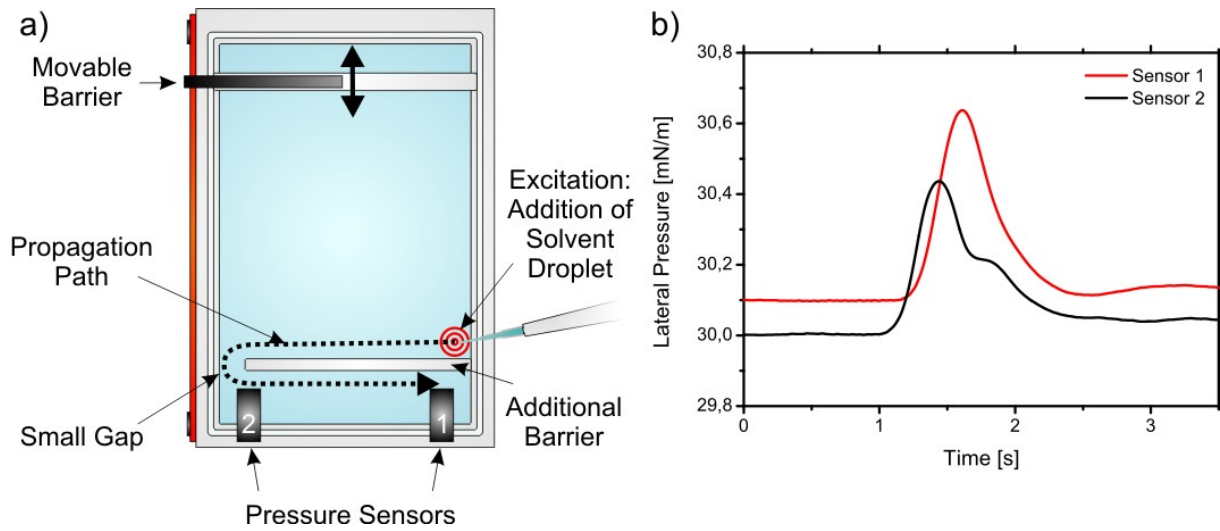 a)
Movable
Barrier
Excitation:
Addition of
Solvent
Droplet
Propagation
Path
Small Gap
2
1
Additional
Barrier
Pressure Sensors
b)
30,8
30,6
30,4
30,2
30,0
29.8
Lateral Pressure [mN/m]
Sensor 1
Sensor 2
0
1
2
3
Time [s]